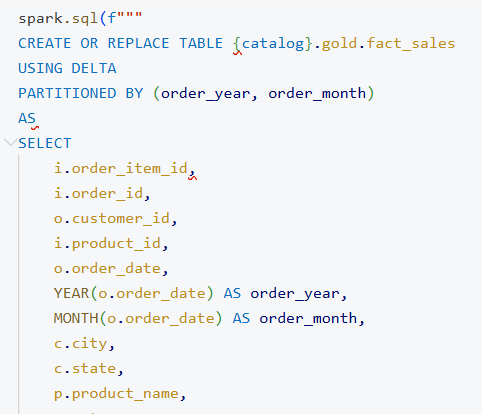 spark.sql(f"""
CREATE OR REPLACE TABLE {catalog}.gold.fact_sales
USING DELTA
PARTITIONED BY (order_year, order_month)
AS
SELECT
    i.order_item_id,
    i.order_id,
    o.customer_id,
    i.product_id,
    o.order_date,
    YEAR(o.order_date) AS order_year,
    MONTH(o.order_date) AS order_month,
    c.city,
    c.state,
    p.product_name,